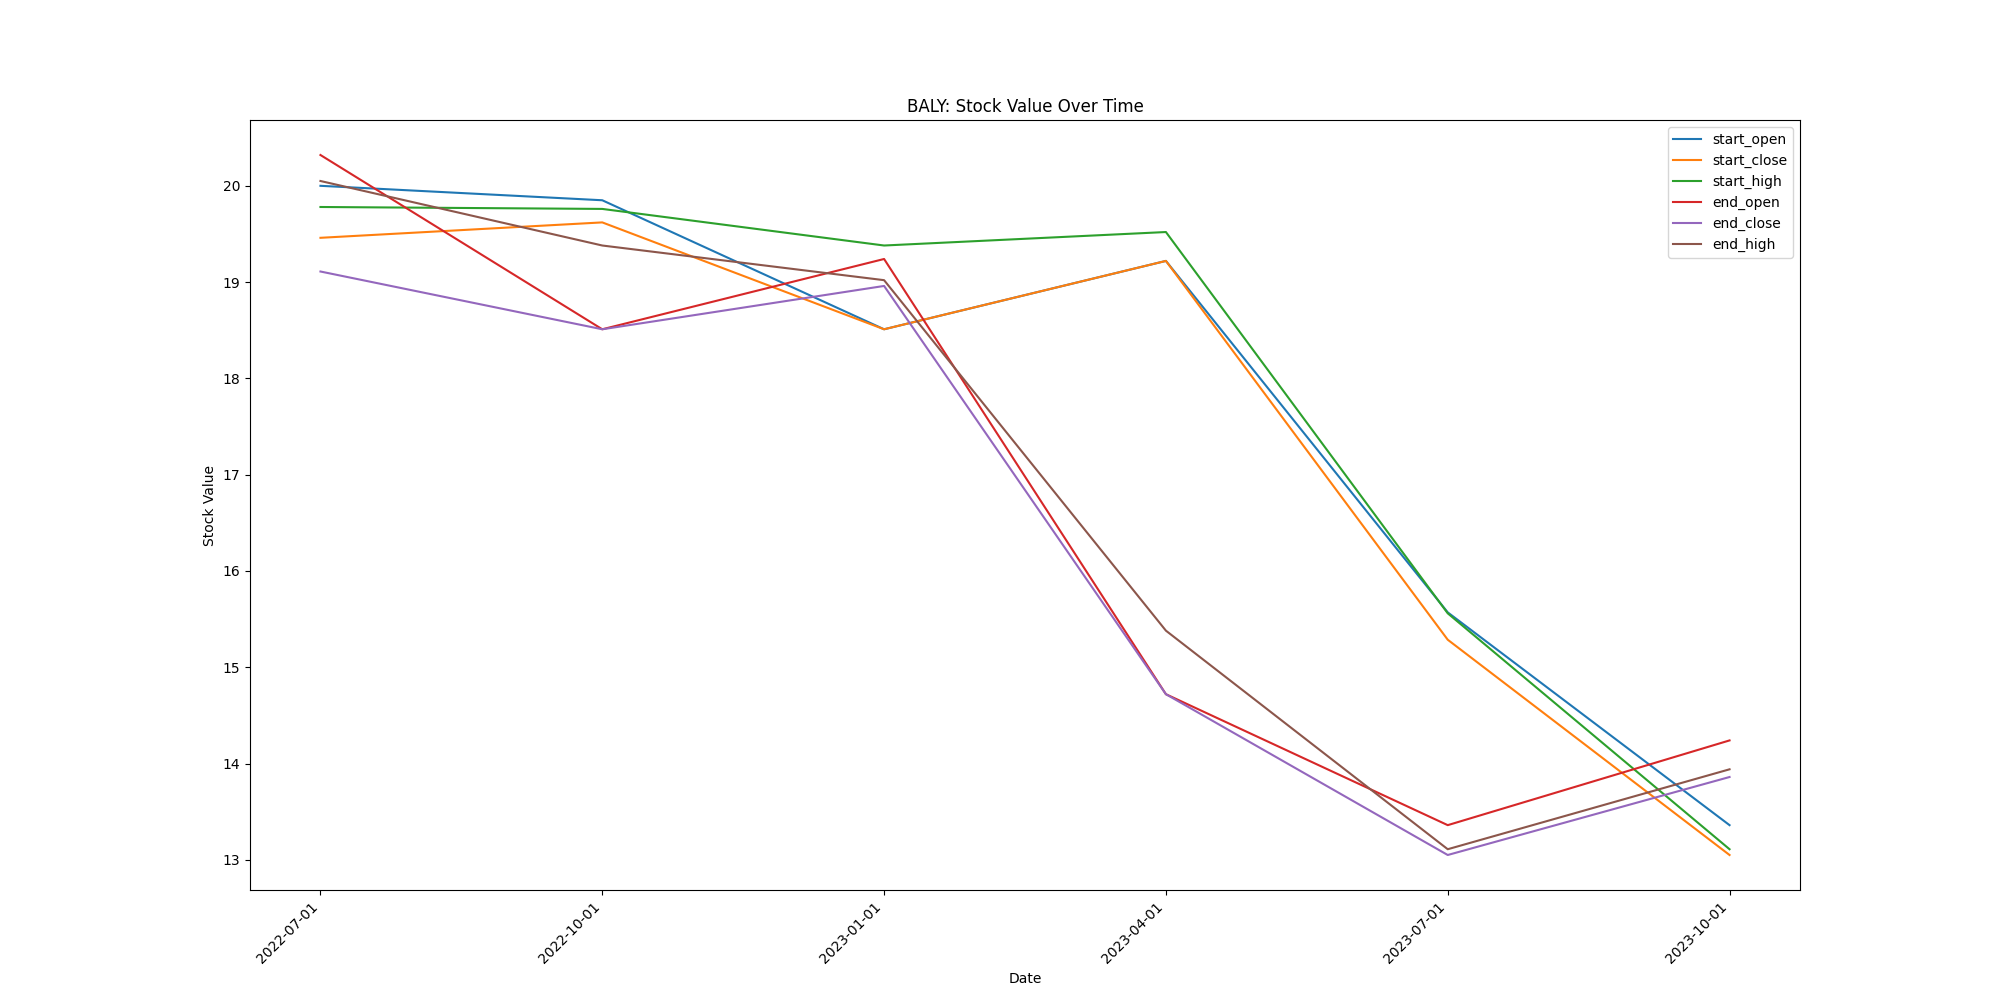 BALY: Stock Value Over Time
start_open
start_close
start_high
end_open
end_close
end_high
Stock Value
20
19
18
17
16
15
14
13
2022-07-01
2022-10-01
2023-01-01
2023-04-01
2023-07-01
2023-10-01
Date